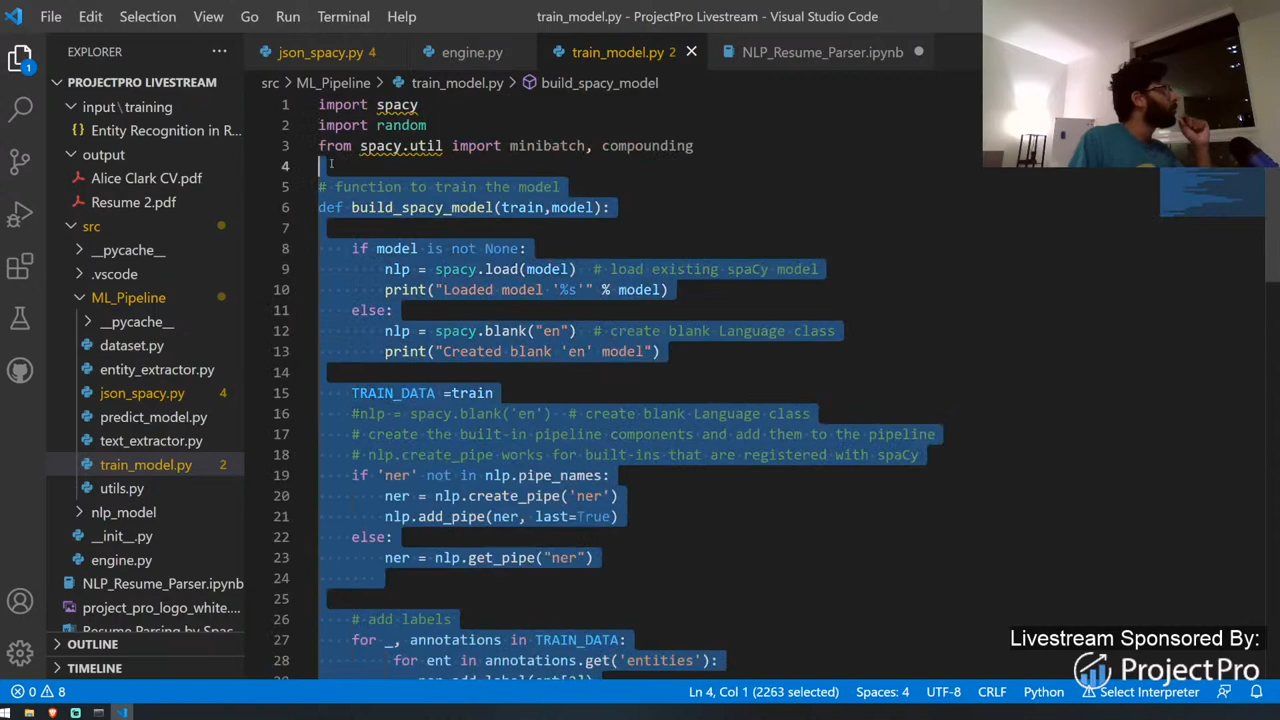 File Edit Selection View Go Run Terminal Help
train_model.py - ProjectPro Livestream - Visual Studio Code
EXPLORER
json_spacy.py 4
engine.py
train_model.py 2
NLP_Resume_Parser.ipynb
src > ML_Pipeline > train_model.py > build_spacy_model
PROJECTPRO LIVESTREAM
input\training
Entity Recognition in R...
output
Alice Clark CV.pdf
Resume 2.pdf
src
__pycache__
.vscode
ML_Pipeline
__pycache__
dataset.py
entity_extractor.py
json_spacy.py 4
predict_model.py
text_extractor.py
train_model.py 2
utils.py
nlp_model
__init__.py
engine.py
NLP_Resume_Parser.ipynb
project_pro_logo_white....
OUTLINE
TIMELINE
1 import spacy
2 import random
3 from spacy.util import minibatch, compounding
4
5 # function to train the model
6 def build_spacy_model(train,model):
7
8 if model is not None:
9 nlp = spacy.load(model) # load existing spaCy model
10 print("Loaded model '%s'" % model)
11 else:
12 nlp = spacy.blank("en") # create blank Language class
13 print("Created blank 'en' model")
14
15 TRAIN_DATA =train
16 #nlp = spacy.blank('en') # create blank Language class
17 # create the built-in pipeline components and add them to the pipeline
18 # nlp.create_pipe works for built-ins that are registered with spaCy
19 if 'ner' not in nlp.pipe_names:
20 ner = nlp.create_pipe('ner')
21 nlp.add_pipe(ner, last=True)
22 else:
23 ner = nlp.get_pipe("ner")
24
25
26 # add labels
27 for _, annotations in TRAIN_DATA:
28 for ent in annotations.get('entities'):
Livestream Sponsored By:
ProjectPro
0 8
Ln 4, Col 1 (2263 selected) Spaces: 4 UTF-8 CRLF Python Select Interpreter